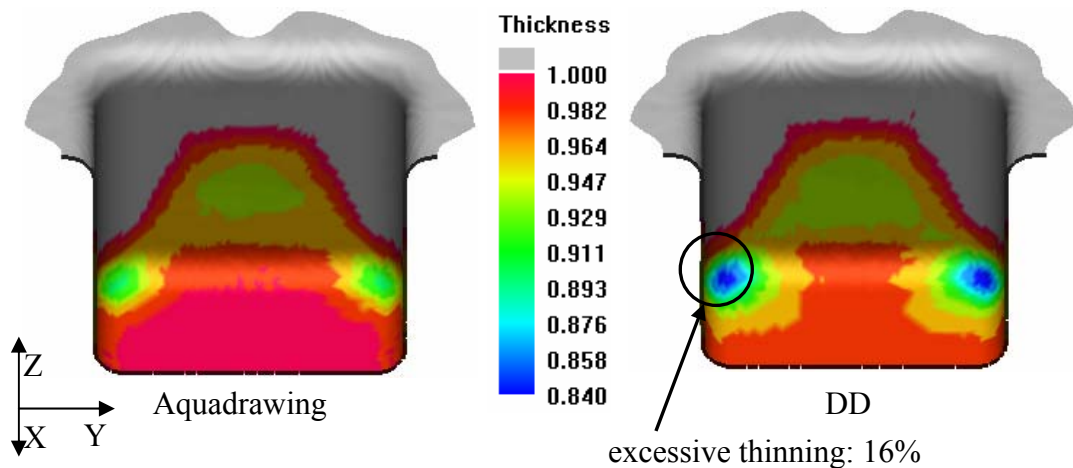 Thickness
1.000
0.982
0.964
0.947
0.929
0.911
0.893
0.876
0.858
0.840
Z
X
Y
Aquadrawing
DD
excessive thinning: 16%